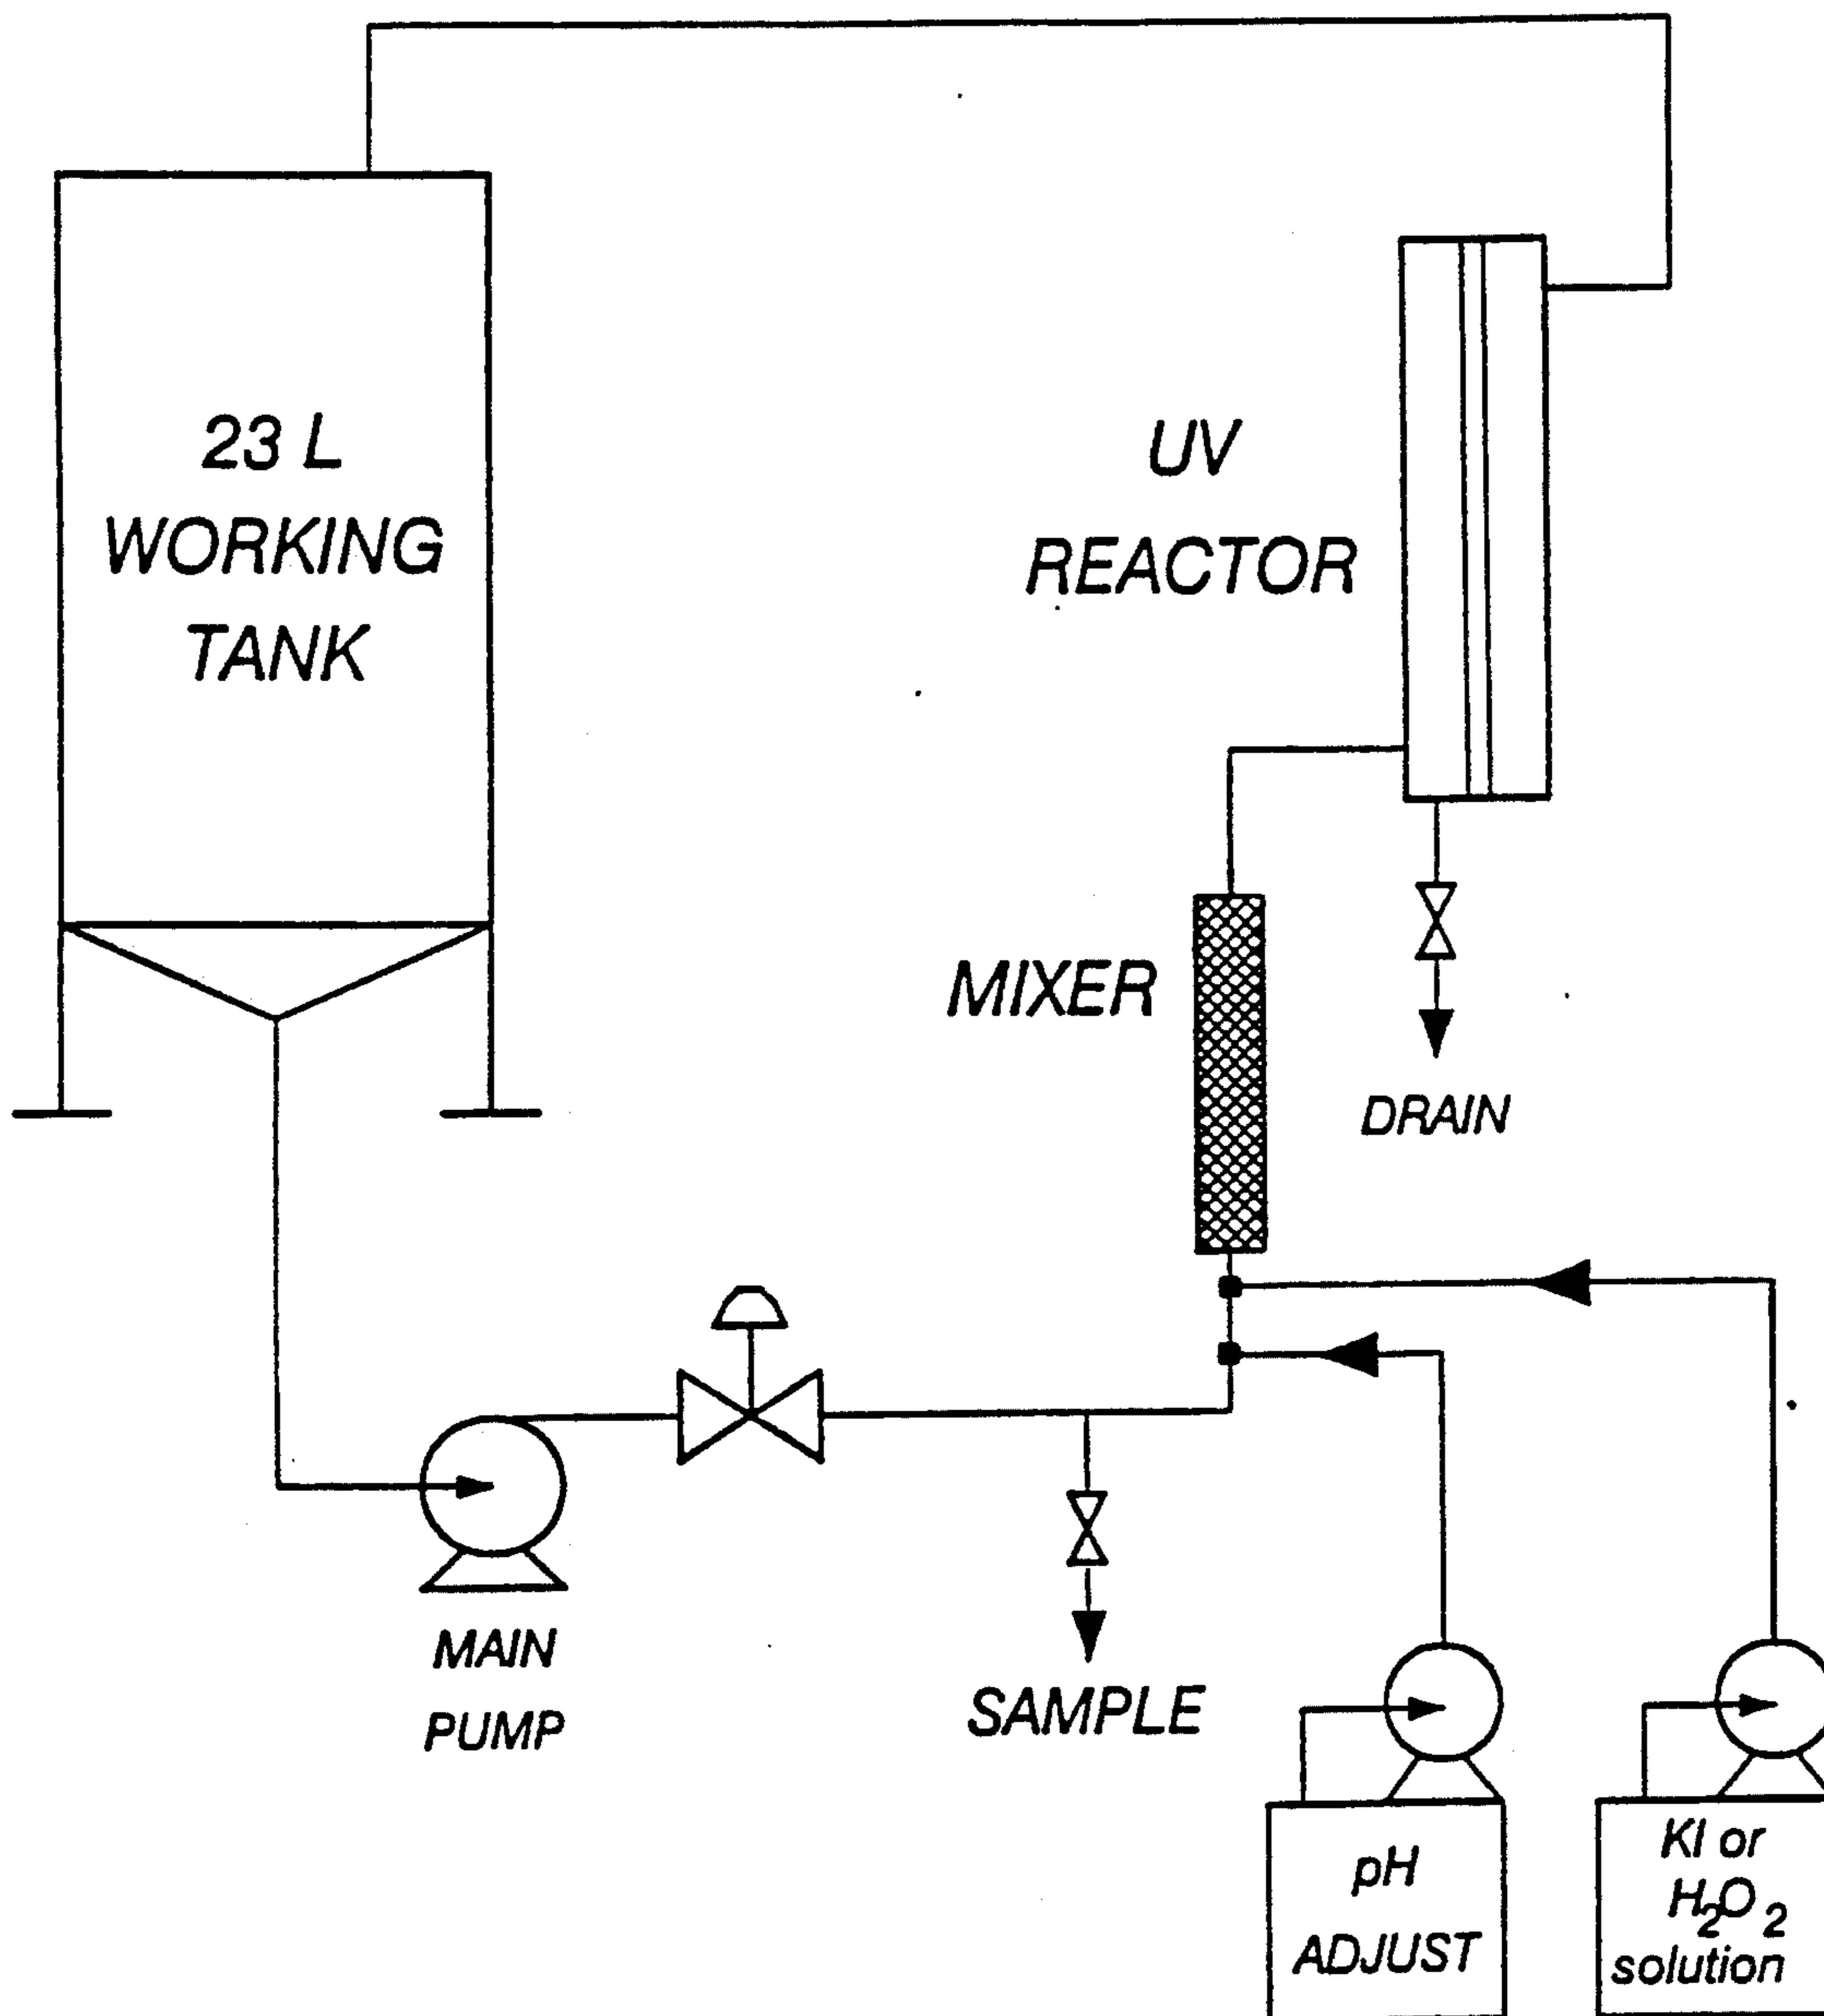 23 L
WORKING
TANK
UV
REACTOR
MIXER
DRAIN
MAIN
PUMP
SAMPLE
pH
ADJUST
KI or
H₂O₂
solution